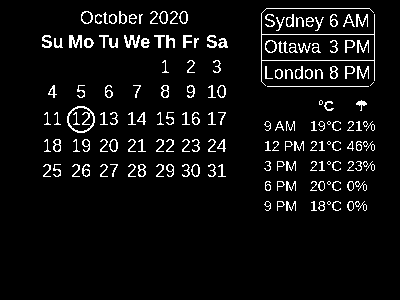 October 2020
Su Mo Tu We Th Fr Sa
1 2 3
4 5 6 7 8 9 10
11 12 13 14 15 16 17
18 19 20 21 22 23 24
25 26 27 28 29 30 31
Sydney 6 AM
Ottawa 3 PM
London 8 PM
°C ☂
9 AM 19°C 21%
12 PM 21°C 46%
3 PM 21°C 23%
6 PM 20°C 0%
9 PM 18°C 0%